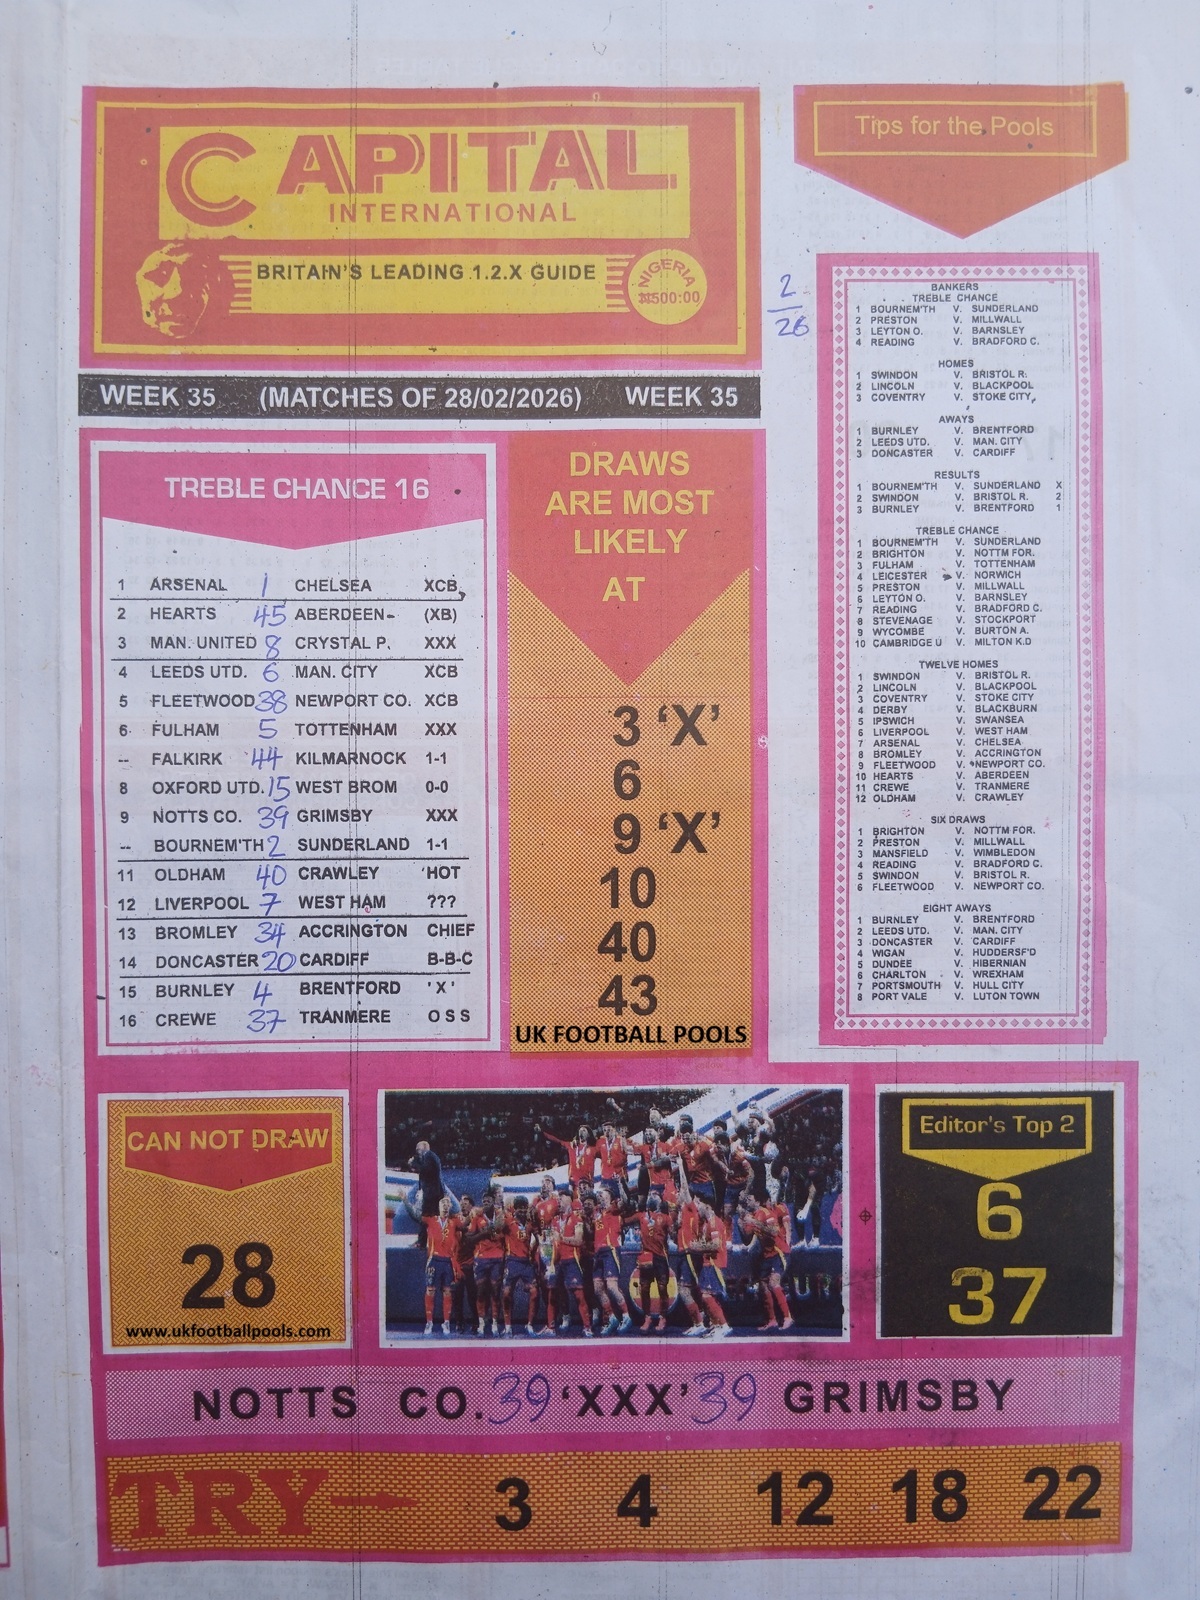 CAPITAL
INTERNATIONAL
BRITAIN'S LEADING 1.2.X GUIDE
NIGERIA
₦500:00
WEEK 35 (MATCHES OF 28/02/2026) WEEK 35
TREBLE CHANCE 16
1 ARSENAL 1 CHELSEA XCB
2 HEARTS 45 ABERDEEN (XB)
3 MAN. UNITED 8 CRYSTAL P. XXX
4 LEEDS UTD. 6 MAN. CITY XCB
5 FLEETWOOD 38 NEWPORT CO. XCB
6 FULHAM 5 TOTTENHAM XXX
-- FALKIRK 44 KILMARNOCK 1-1
8 OXFORD UTD. 15 WEST BROM 0-0
9 NOTTS CO. 39 GRIMSBY XXX
-- BOURNEM'TH 2 SUNDERLAND 1-1
11 OLDHAM 40 CRAWLEY 'HOT
12 LIVERPOOL 7 WEST HAM ???
13 BROMLEY 34 ACCRINGTON CHIEF
14 DONCASTER 20 CARDIFF B-B-C
15 BURNLEY 4 BRENTFORD 'X'
16 CREWE 37 TRANMERE O S S
DRAWS
ARE MOST
LIKELY
AT
3 'X'
6
9 'X'
10
40
43
UK FOOTBALL POOLS
Tips for the Pools
2
26
BANKERS
TREBLE CHANCE
1 BOURNEM'TH V. SUNDERLAND
2 PRESTON V. MILLWALL
3 LEYTON O. V. BARNSLEY
4 READING V. BRADFORD C.
HOMES
1 SWINDON V. BRISTOL R.
2 LINCOLN V. BLACKPOOL
3 COVENTRY V. STOKE CITY
AWAYS
1 BURNLEY V. BRENTFORD
2 LEEDS UTD. V. MAN. CITY
3 DONCASTER V. CARDIFF
RESULTS
1 BOURNEM'TH V. SUNDERLAND X
2 SWINDON V. BRISTOL R. 2
3 BURNLEY V. BRENTFORD 1
TREBLE CHANCE
1 BOURNEM'TH V. SUNDERLAND
2 BRIGHTON V. NOTTM FOR.
3 FULHAM V. TOTTENHAM
4 LEICESTER V. NORWICH
5 PRESTON V. MILLWALL
6 LEYTON O. V. BARNSLEY
7 READING V. BRADFORD C.
8 STEVENAGE V. STOCKPORT
9 WYCOMBE V. BURTON A.
10 CAMBRIDGE U V. MILTON K.D
TWELVE HOMES
1 SWINDON V. BRISTOL R.
2 LINCOLN V. BLACKPOOL
3 COVENTRY V. STOKE CITY
4 DERBY V. BLACKBURN
5 IPSWICH V. SWANSEA
6 LIVERPOOL V. WEST HAM
7 ARSENAL V. CHELSEA
8 BROMLEY V. ACCRINGTON
9 FLEETWOOD V. NEWPORT CO.
10 HEARTS V. ABERDEEN
11 CREWE V. TRANMERE
12 OLDHAM V. CRAWLEY
SIX DRAWS
1 BRIGHTON V. NOTTM FOR.
2 PRESTON V. MILLWALL
3 MANSFIELD V. WIMBLEDON
4 READING V. BRADFORD C.
5 SWINDON V. BRISTOL R.
6 FLEETWOOD V. NEWPORT CO.
EIGHT AWAYS
1 BURNLEY V. BRENTFORD
2 LEEDS UTD. V. MAN. CITY
3 DONCASTER V. CARDIFF
4 WIGAN V. HUDDERSF'D
5 DUNDEE V. HIBERNIAN
6 CHARLTON V. WREXHAM
7 PORTSMOUTH V. HULL CITY
8 PORT VALE V. LUTON TOWN
CAN NOT DRAW
28
www.ukfootballpools.com
Editor's Top 2
6
37
NOTTS CO. 39 'XXX' 39 GRIMSBY
TRY 3 4 12 18 22